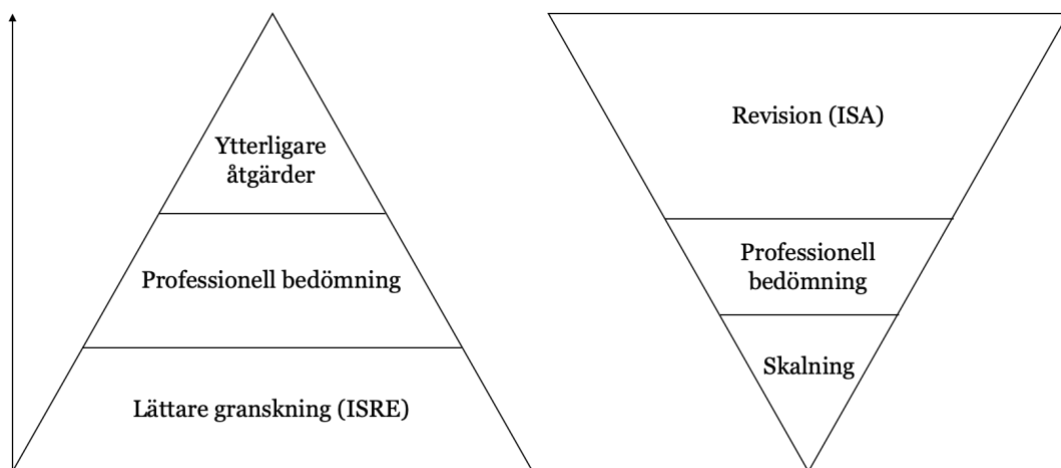 Ytterligare
åtgärder
Professionell bedömning
Lättare granskning (ISRE)
Revision (ISA)
Professionell
bedömning
Skalning